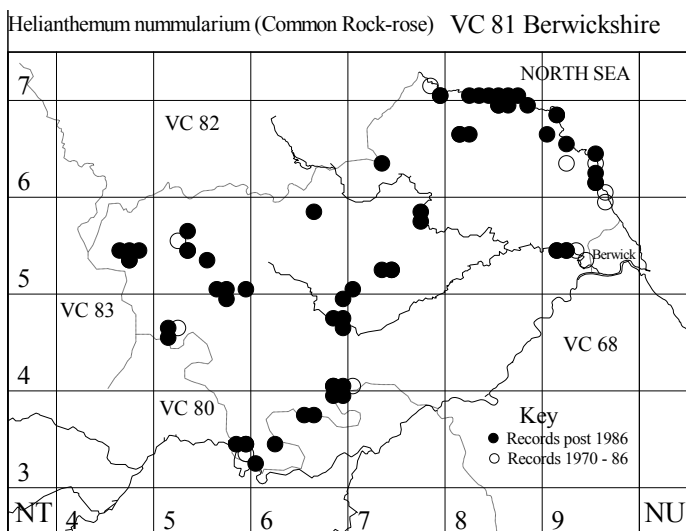 Helianthemum nummularium (Common Rock-rose) VC 81 Berwickshire
NORTH SEA
7
VC 82
6
Berwick
5
VC 83
VC 68
4
VC 80
Key
Records post 1986
Records 1970 - 86
3
NT 4 5 6 7 8 9 NU